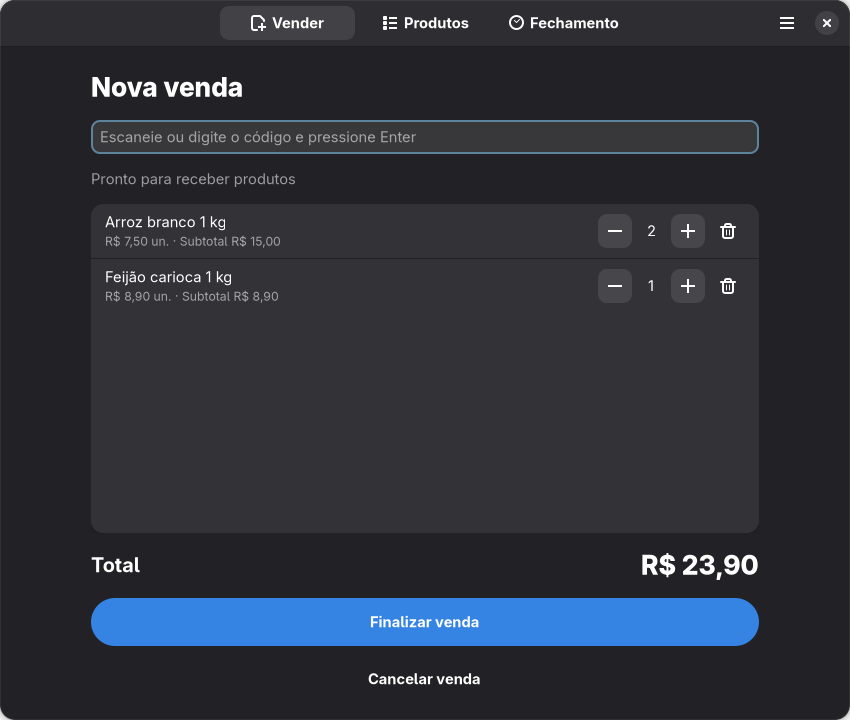 Vender
Produtos
Fechamento
Nova venda
Escaneie ou digite o código e pressione Enter
Pronto para receber produtos
Arroz branco 1 kg
R$ 7,50 un. · Subtotal R$ 15,00
2
Feijão carioca 1 kg
R$ 8,90 un. · Subtotal R$ 8,90
1
Total
R$ 23,90
Finalizar venda
Cancelar venda